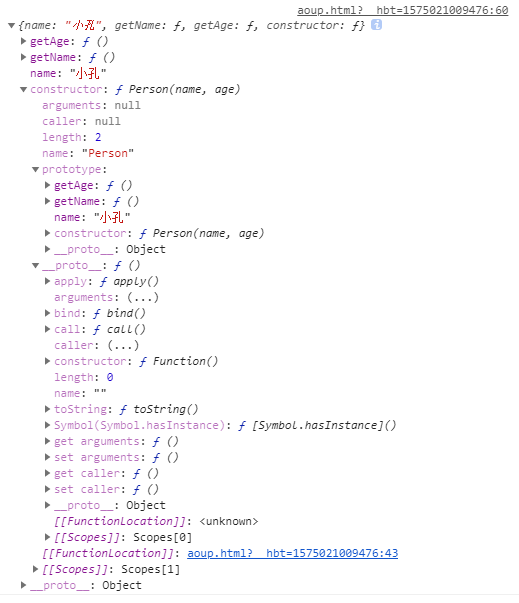 aoup.html?__hbt=1575021009476:60
{name: "小孔", getName: ƒ, getAge: ƒ, constructor: ƒ}
getAge: ƒ ()
getName: ƒ ()
name: "小孔"
constructor: ƒ Person(name, age)
arguments: null
caller: null
length: 2
name: "Person"
prototype:
getAge: ƒ ()
getName: ƒ ()
name: "小孔"
constructor: ƒ Person(name, age)
__proto__: Object
__proto__: ƒ ()
apply: ƒ apply()
arguments: (...)
bind: ƒ bind()
call: ƒ call()
caller: (...)
constructor: ƒ Function()
length: 0
name: ""
toString: ƒ toString()
Symbol(Symbol.hasInstance): ƒ [Symbol.hasInstance]()
get arguments: ƒ ()
set arguments: ƒ ()
get caller: ƒ ()
set caller: ƒ ()
__proto__: Object
[[FunctionLocation]]: <unknown>
[[Scopes]]: Scopes[0]
[[FunctionLocation]]: aoup.html?__hbt=1575021009476:43
[[Scopes]]: Scopes[1]
__proto__: Object